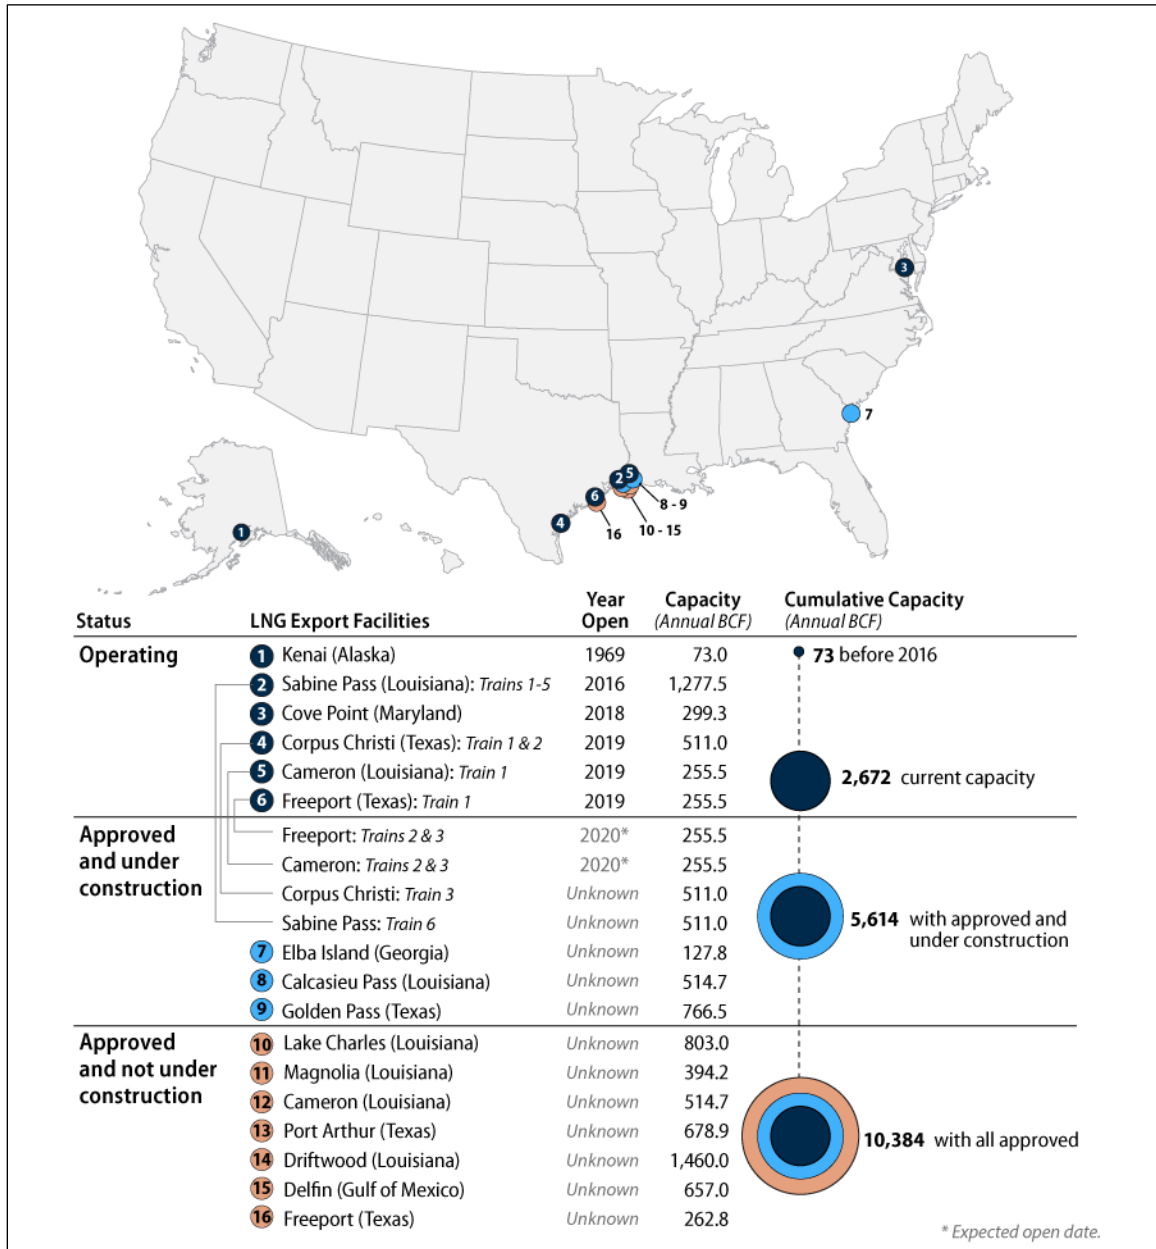 3
7
2
5
6
8 - 9
4
16
10 - 15
1
Status LNG Export Facilities Year Open Capacity (Annual BCF) Cumulative Capacity (Annual BCF)
Operating 1 Kenai (Alaska) 1969 73.0 73 before 2016
2 Sabine Pass (Louisiana): Trains 1-5 2016 1,277.5
3 Cove Point (Maryland) 2018 299.3
4 Corpus Christi (Texas): Train 1 & 2 2019 511.0
5 Cameron (Louisiana): Train 1 2019 255.5 2,672 current capacity
6 Freeport (Texas): Train 1 2019 255.5
Approved and under construction Freeport: Trains 2 & 3 2020* 255.5
Cameron: Trains 2 & 3 2020* 255.5
Corpus Christi: Train 3 Unknown 511.0
Sabine Pass: Train 6 Unknown 511.0 5,614 with approved and under construction
7 Elba Island (Georgia) Unknown 127.8
8 Calcasieu Pass (Louisiana) Unknown 514.7
9 Golden Pass (Texas) Unknown 766.5
Approved and not under construction 10 Lake Charles (Louisiana) Unknown 803.0
11 Magnolia (Louisiana) Unknown 394.2
12 Cameron (Louisiana) Unknown 514.7
13 Port Arthur (Texas) Unknown 678.9 10,384 with all approved
14 Driftwood (Louisiana) Unknown 1,460.0
15 Delfin (Gulf of Mexico) Unknown 657.0
16 Freeport (Texas) Unknown 262.8
* Expected open date.